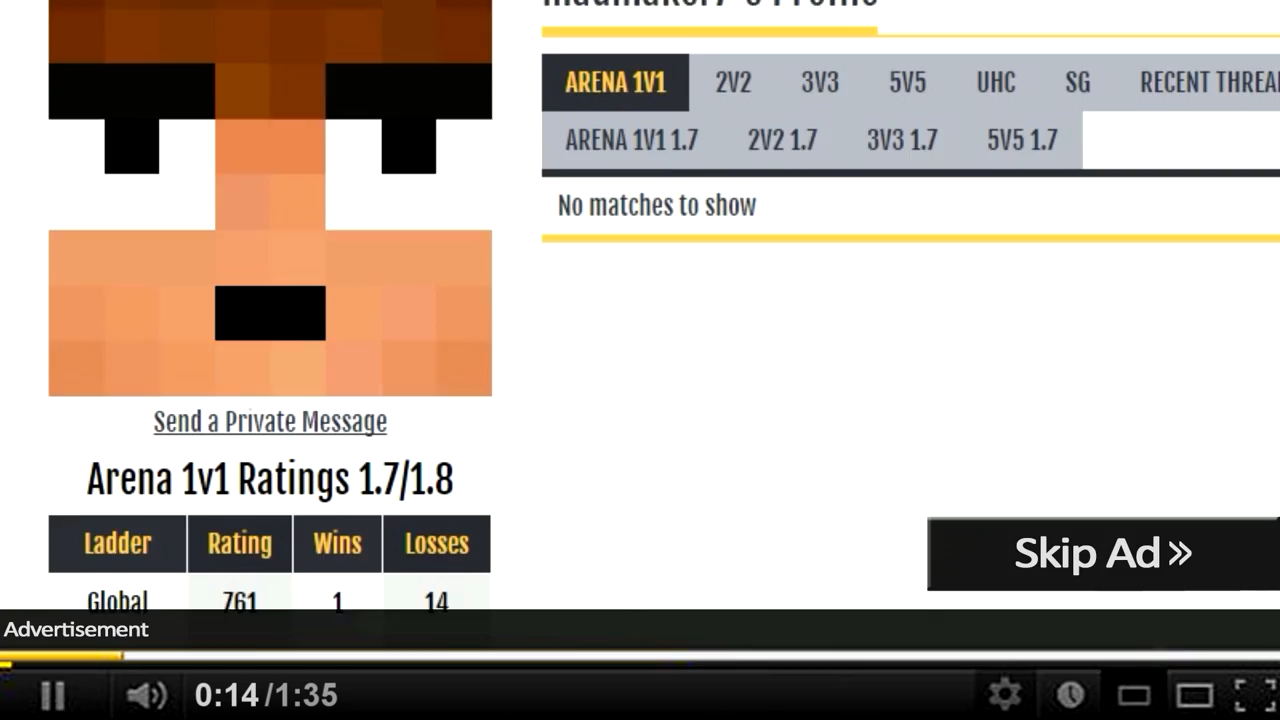 ARENA 1V1 2V2 3V3 5V5 UHC SG RECENT
ARENA 1V1 1.7 2V2 1.7 3V3 1.7 5V5 1.7
No matches to show
Send a Private Message
Arena 1v1 Ratings 1.7/1.8
Ladder Rating Wins Losses
Global 761 1 14
Skip Ad »
Advertisement
0:14 /1:35